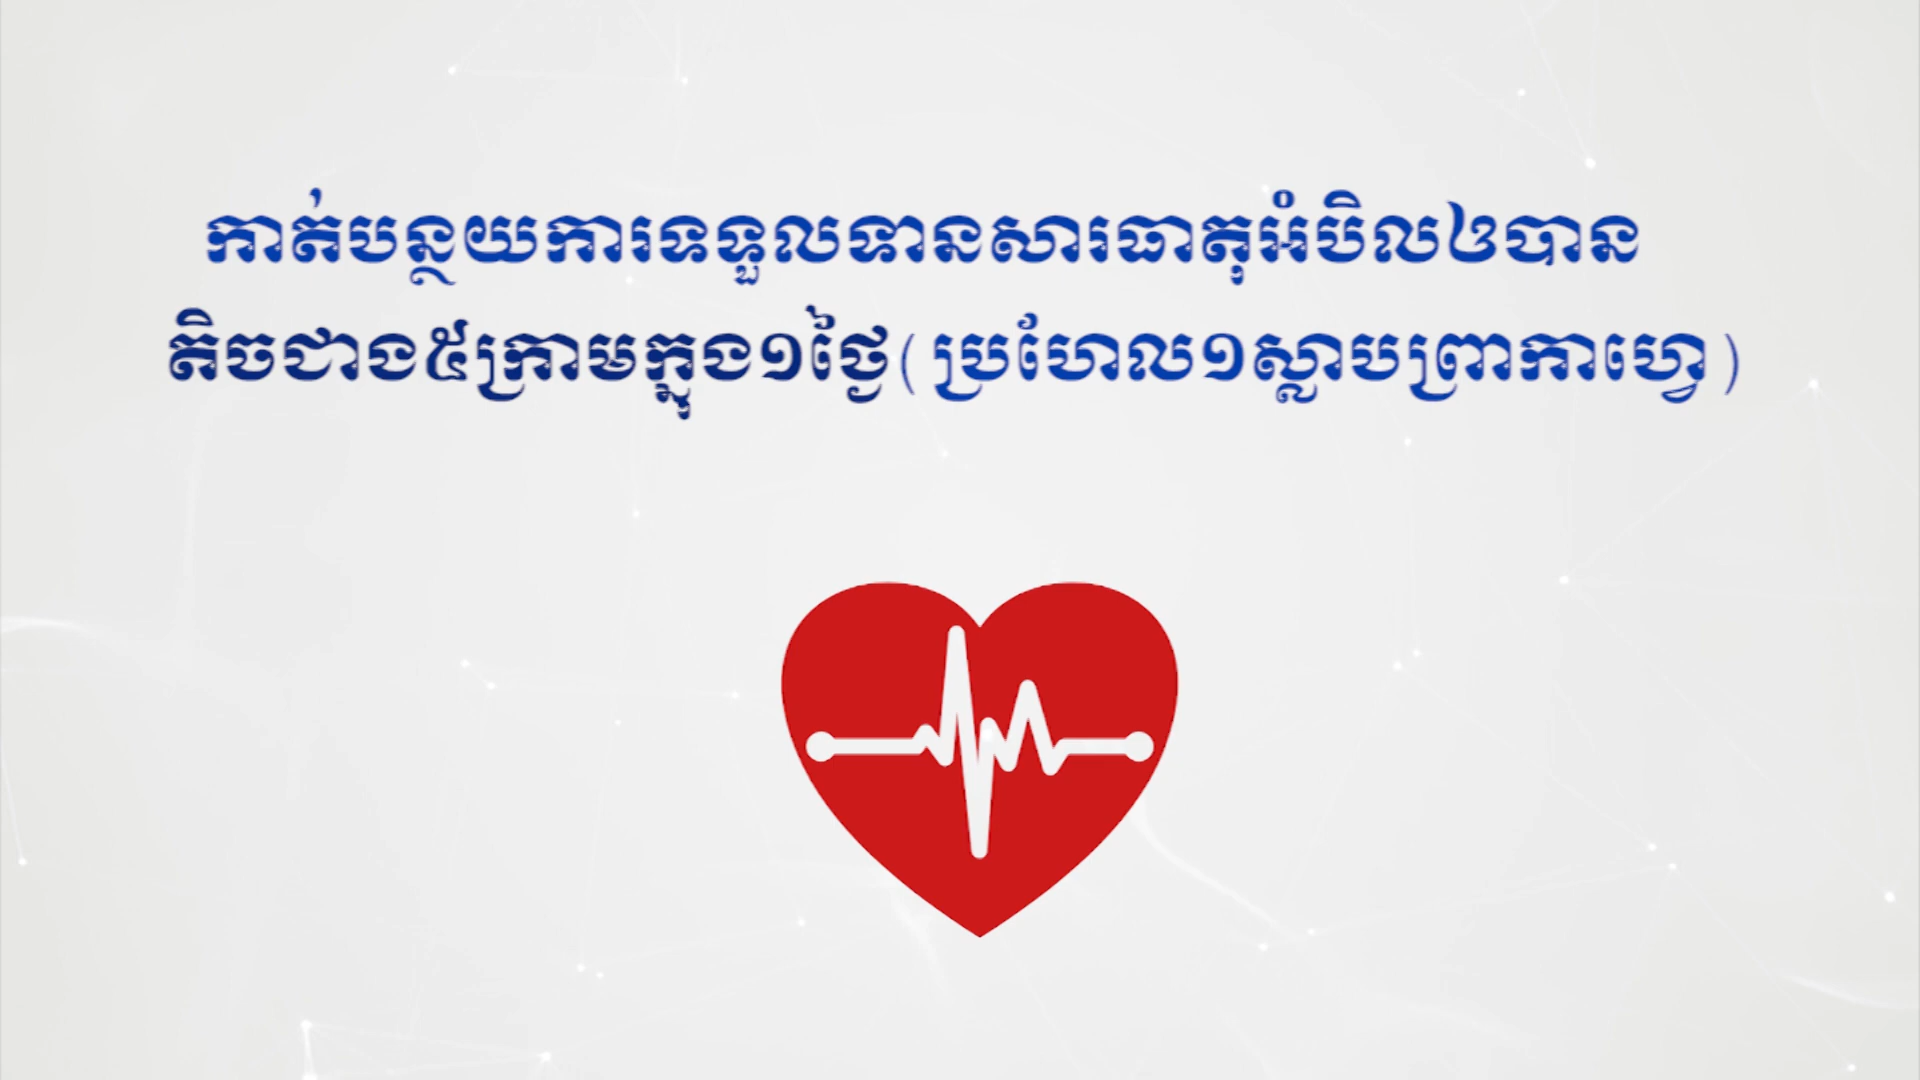 កាត់បន្ថយការទទួលទានសារធាតុអំបិលឲបាន
តិចជាង៥ក្រាមក្នុង១ថ្ងៃ(ប្រហែល១ស្លាបព្រាកាហ្វេ)